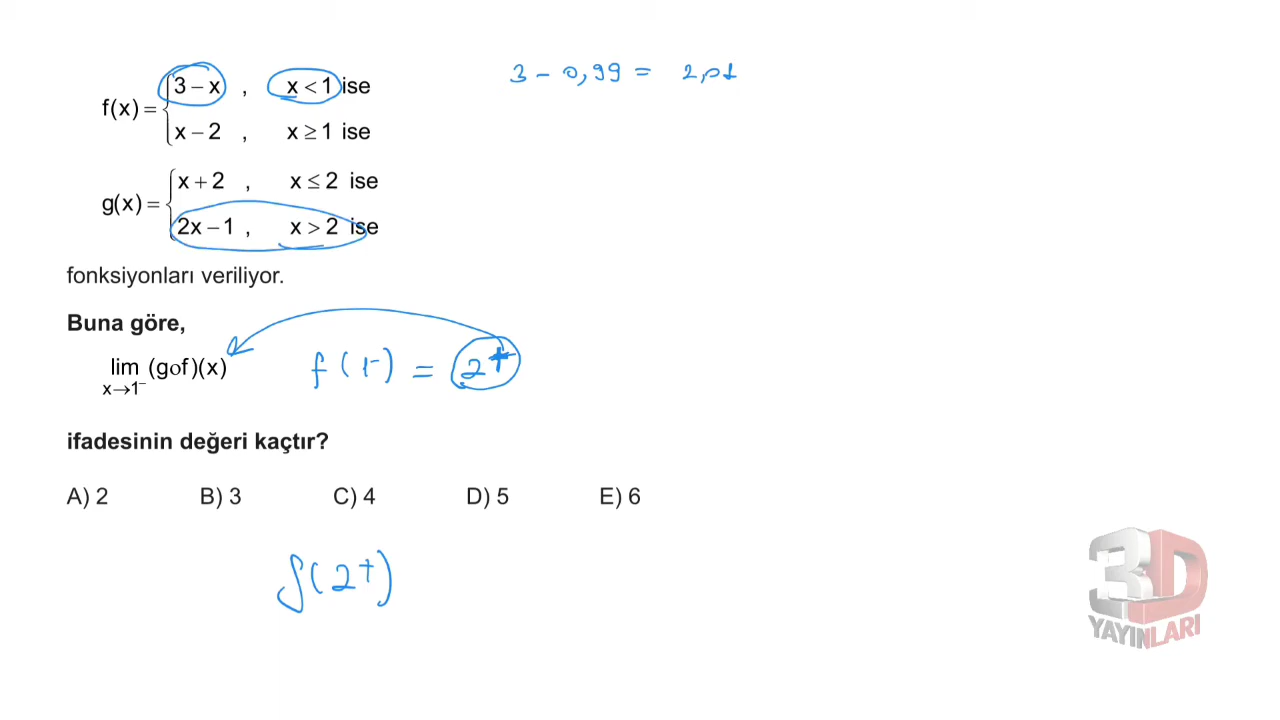 3 - 0,99 = 2,01
f(x) = { 3 – x , x < 1 ise
x – 2 , x ≥ 1 ise
g(x) = { x + 2 , x ≤ 2 ise
2x – 1 , x > 2 ise
fonksiyonları veriliyor.
Buna göre,
lim (gof)(x) f(1⁻) = 2⁺
x→1⁻
ifadesinin değeri kaçtır?
A) 2 B) 3 C) 4 D) 5 E) 6
g(2⁺)
3D
YAYINLARI